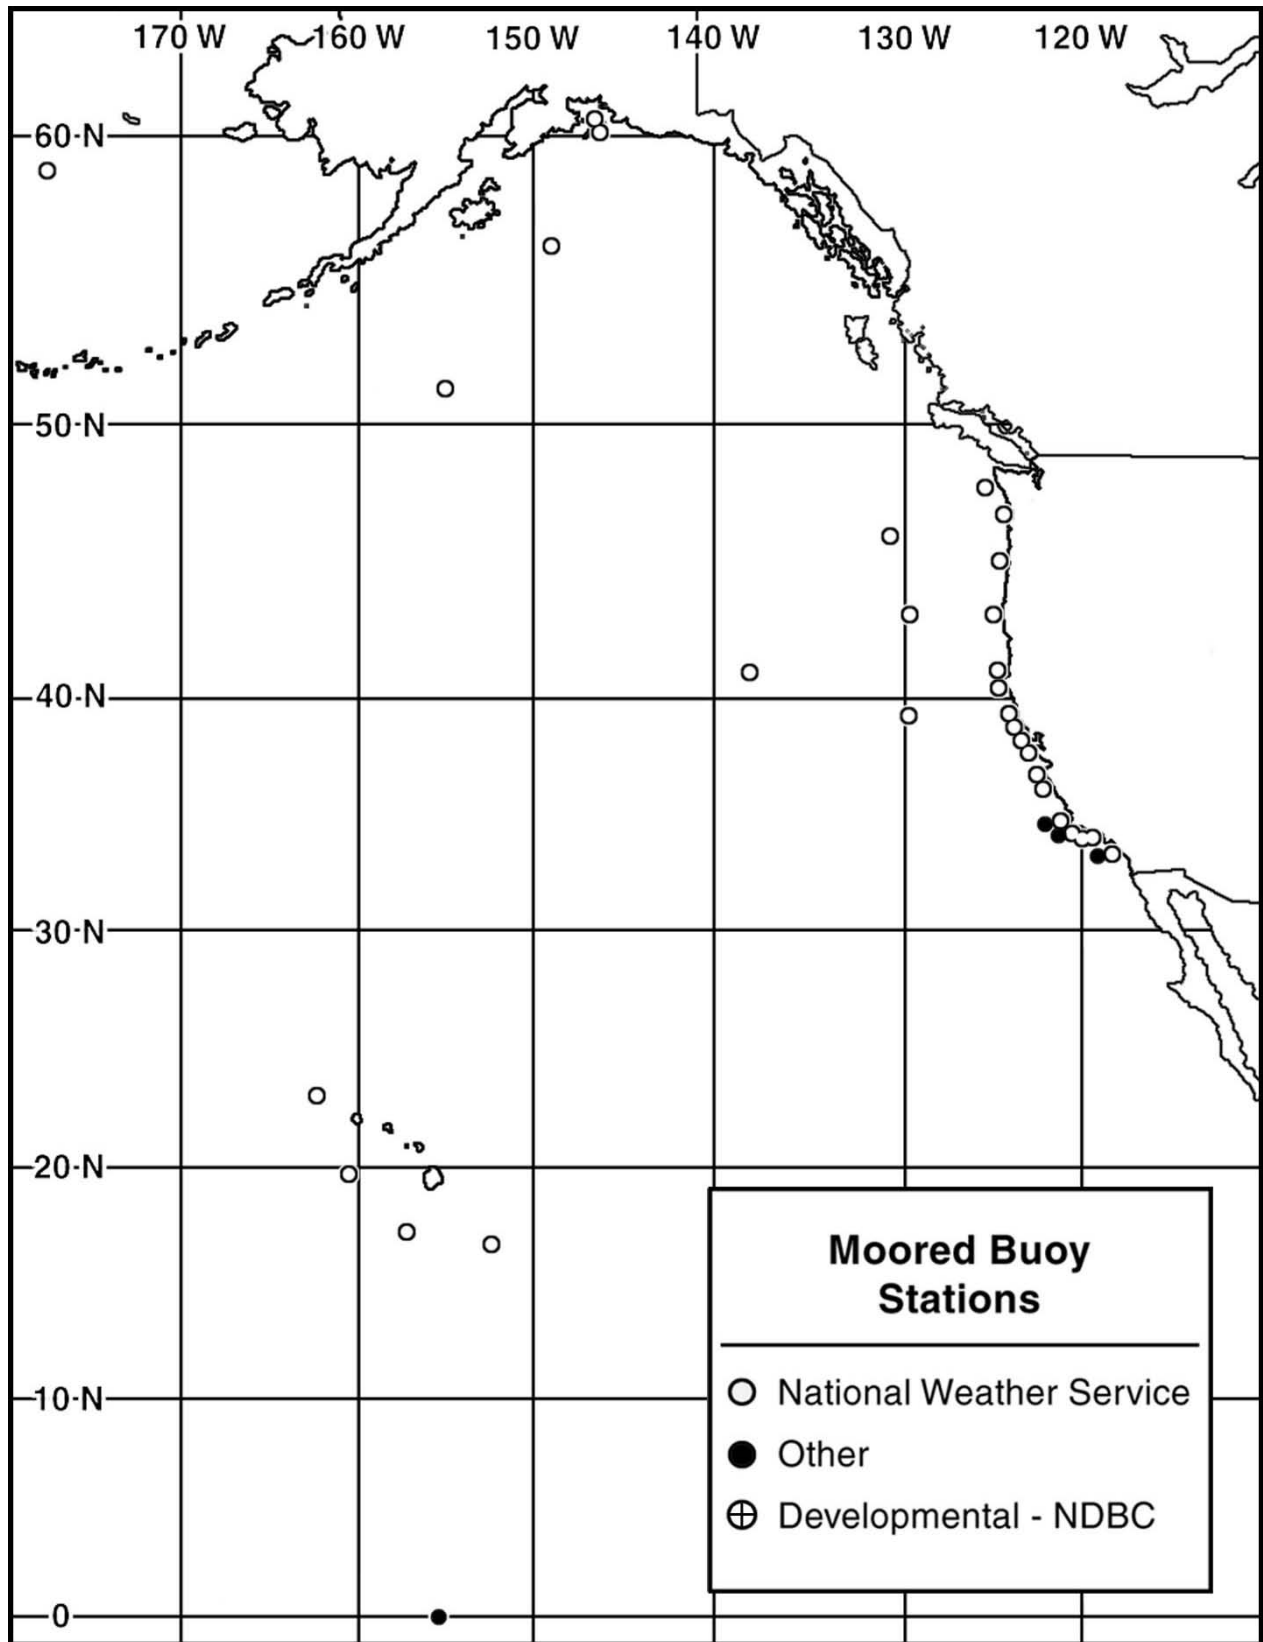 170 W 160 W 150 W 140 W 130 W 120 W
60 N
50 N
40 N
30 N
20 N
Moored Buoy
Stations
10 N
National Weather Service
Other
Developmental - NDBC
0